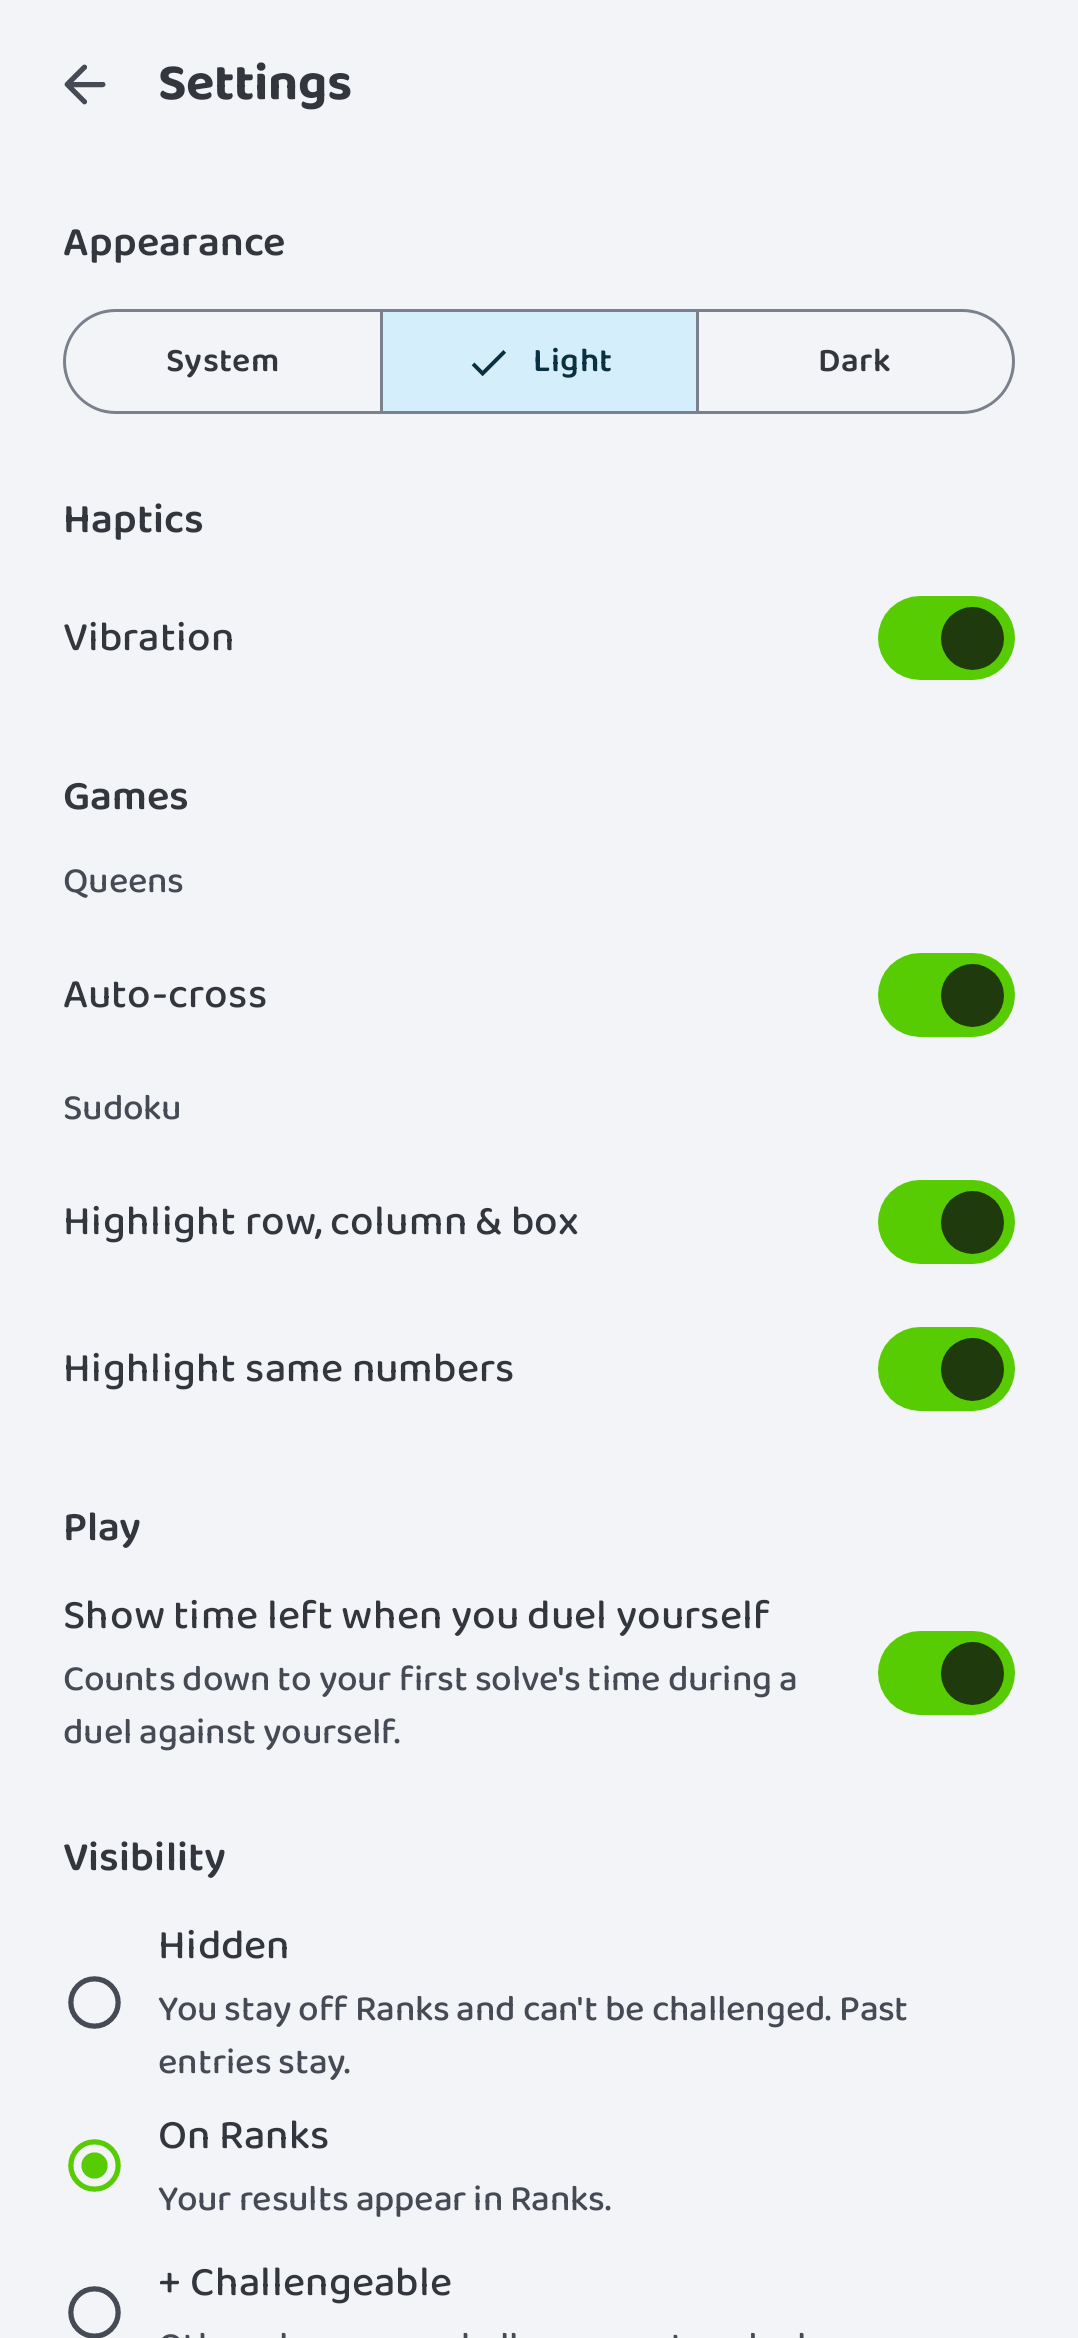 Settings
Appearance
System
Light
Dark
Haptics
Vibration
Games
Queens
Auto-cross
Sudoku
Highlight row, column & box
Highlight same numbers
Play
Show time left when you duel yourself
Counts down to your first solve's time during a
duel against yourself.
Visibility
Hidden
You stay off Ranks and can't be challenged. Past
entries stay.
On Ranks
Your results appear in Ranks.
+ Challengeable